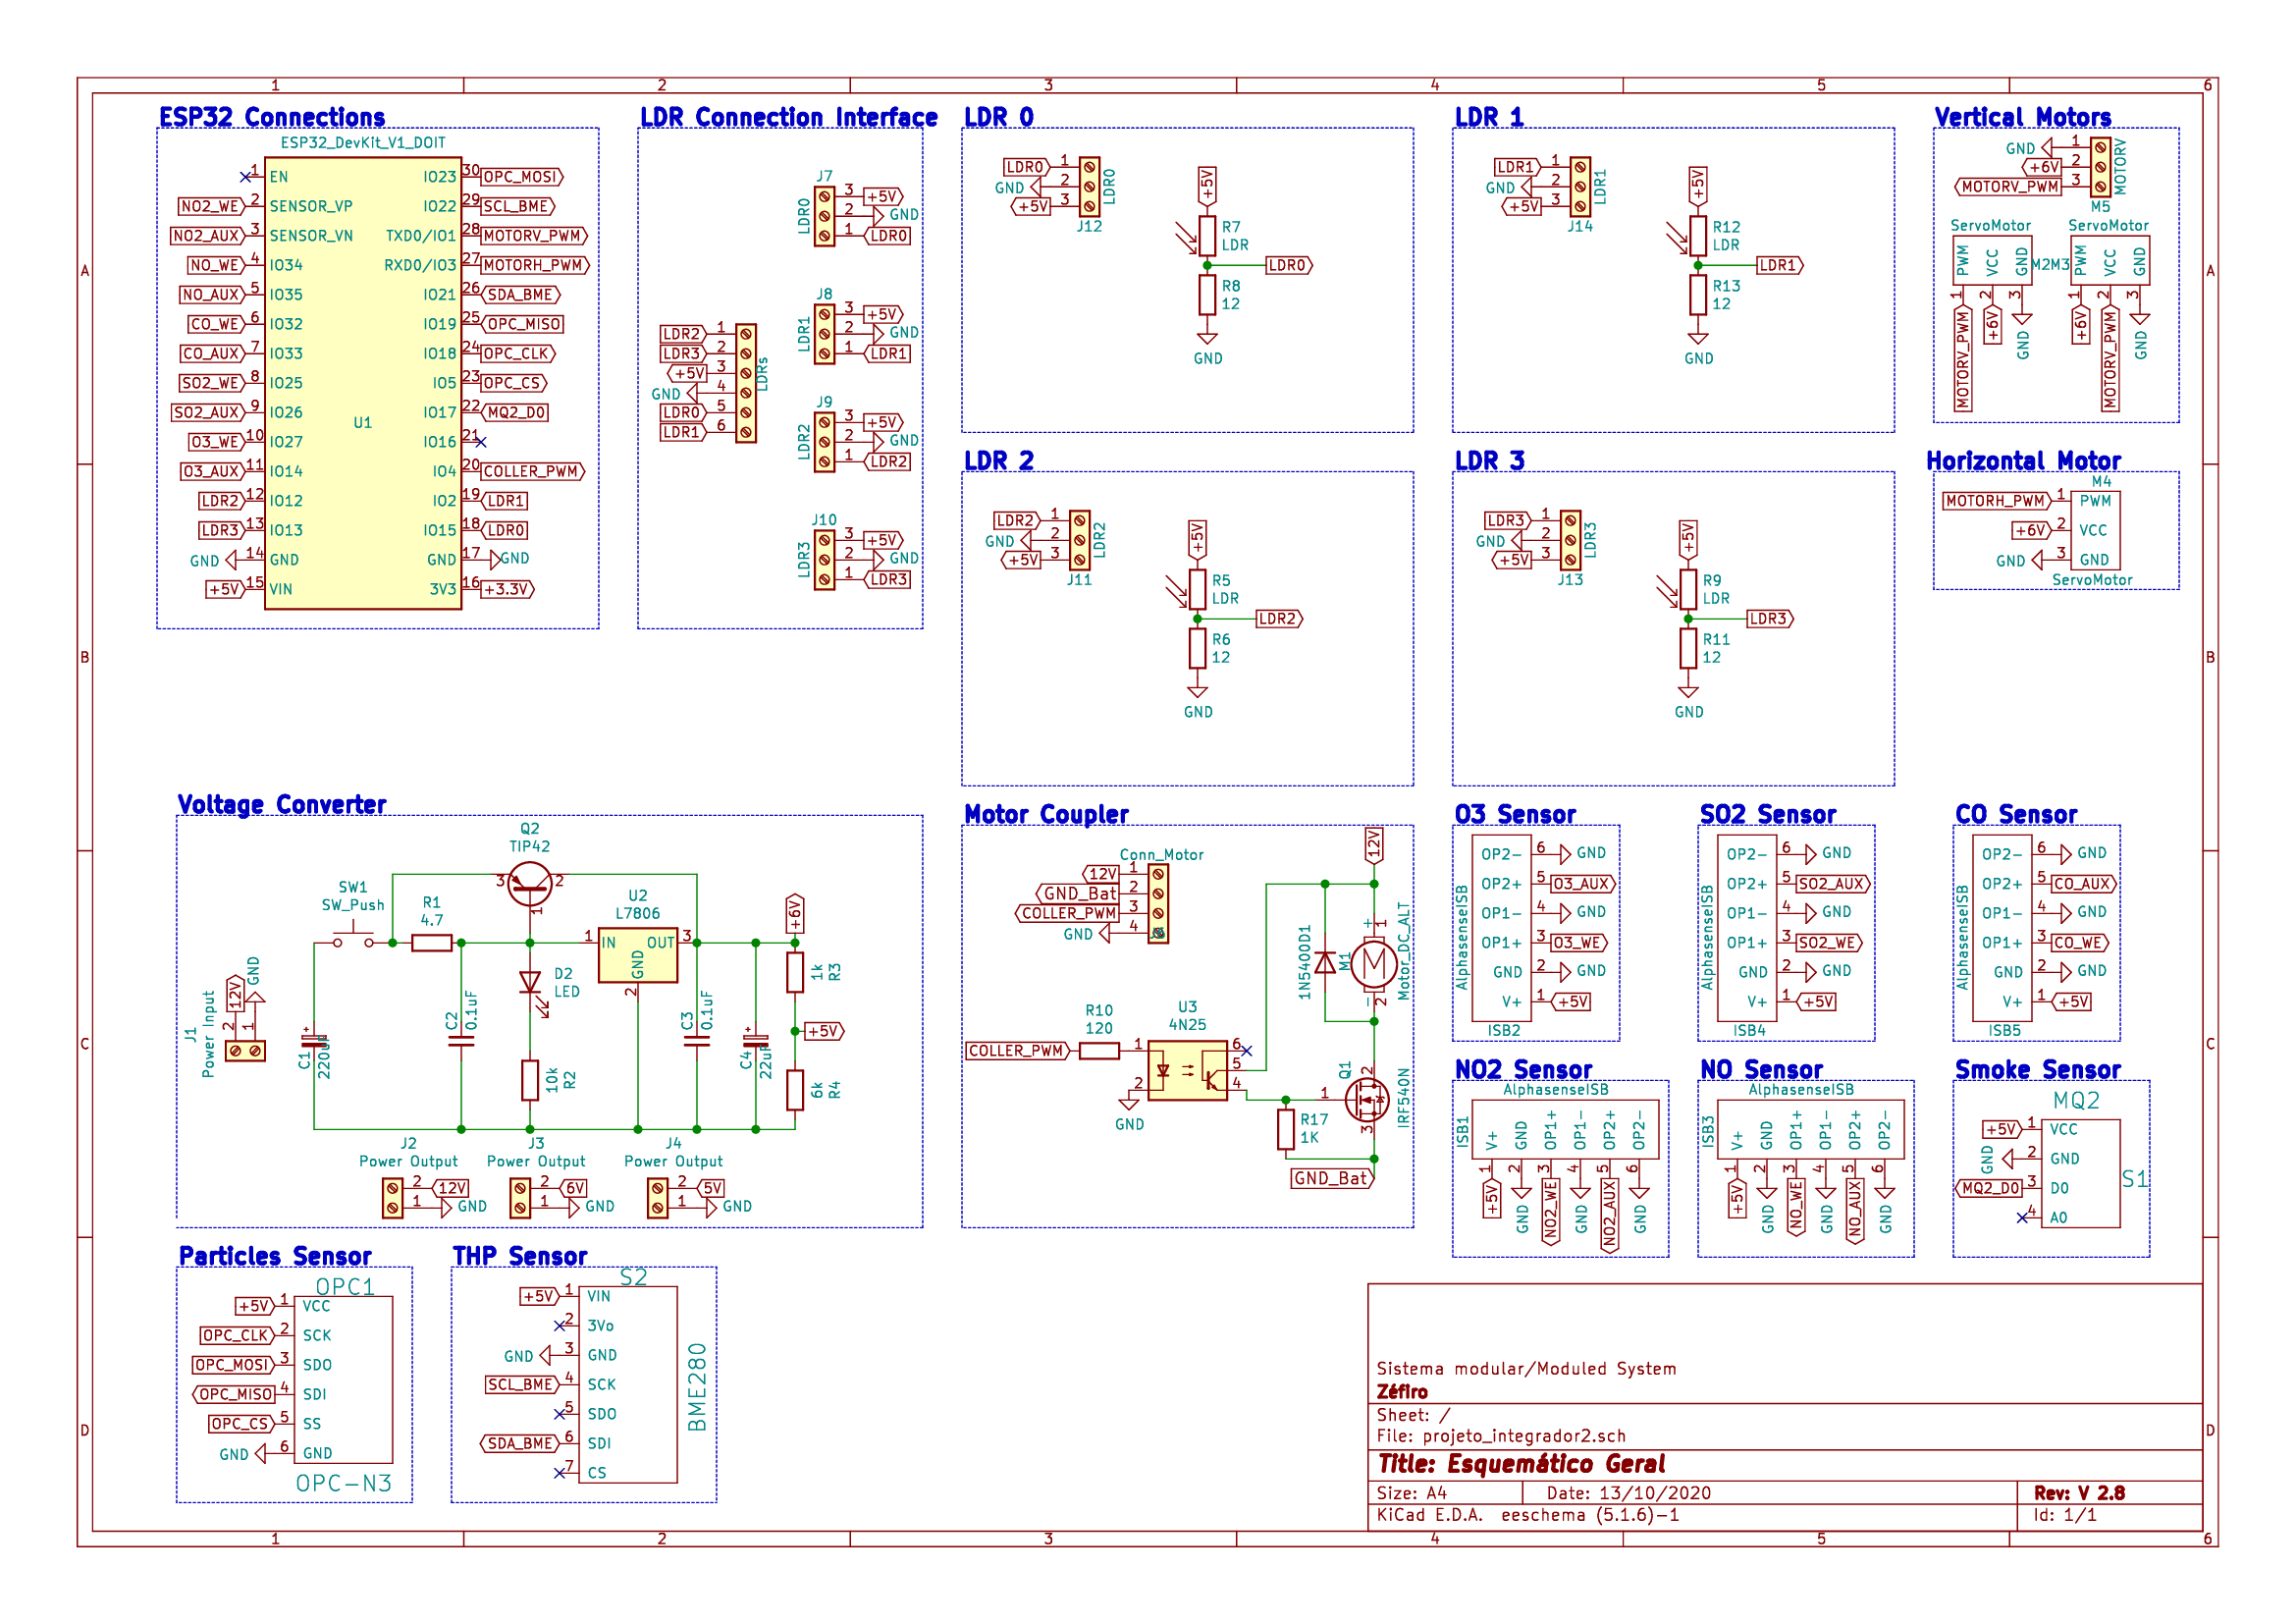 1 2 3 4 5 6
A
B
C
D
ESP32 Connections
ESP32_DevKit_V1_DOIT
U1
1 EN
NO2_WE 2 SENSOR_VP
NO2_AUX 3 SENSOR_VN
NO_WE 4 IO34
NO_AUX 5 IO35
CO_WE 6 IO32
CO_AUX 7 IO33
SO2_WE 8 IO25
SO2_AUX 9 IO26
O3_WE 10 IO27
O3_AUX 11 IO14
LDR2 12 IO12
LDR3 13 IO13
GND 14 GND
+5V 15 VIN
IO23 30 OPC_MOSI
IO22 29 SCL_BME
TXD0/IO1 28 MOTORV_PWM
RXD0/IO3 27 MOTORH_PWM
IO21 26 SDA_BME
IO19 25 OPC_MISO
IO18 24 OPC_CLK
IO5 23 OPC_CS
IO17 22 MQ2_D0
IO16 21
IO4 20 COLLER_PWM
IO2 19 LDR1
IO15 18 LDR0
GND 17 GND
3V3 16 +3.3V
LDR Connection Interface
LDR2 1
LDR3 2
+5V 3
GND 4
LDR0 5
LDR1 6
LDRs
J7
LDR0
3 +5V
2 GND
1 LDR0
J8
LDR1
3 +5V
2 GND
1 LDR1
J9
LDR2
3 +5V
2 GND
1 LDR2
J10
LDR3
3 +5V
2 GND
1 LDR3
LDR 0
LDR0 1
GND 2
+5V 3
LDR0
J12
+5V
R7
LDR
LDR0
R8
12
GND
LDR 1
LDR1 1
GND 2
+5V 3
LDR1
J14
+5V
R12
LDR
LDR1
R13
12
GND
Vertical Motors
GND 1
+6V 2
MOTORV_PWM 3
MOTORV
M5
ServoMotor
PWM VCC GND
M2
1 2 3
MOTORV_PWM
+6V
GND
ServoMotor
M3
PWM VCC GND
1 2 3
+6V
MOTORV_PWM
GND
LDR 2
LDR2 1
GND 2
+5V 3
LDR2
J11
+5V
R5
LDR
LDR2
R6
12
GND
LDR 3
LDR3 1
GND 2
+5V 3
LDR3
J13
+5V
R9
LDR
LDR3
R11
12
GND
Horizontal Motor
M4
MOTORH_PWM 1 PWM
+6V 2 VCC
GND 3 GND
ServoMotor
Voltage Converter
Q2
TIP42
3 2
1
SW1
SW_Push
R1
4.7
U2
L7806
1 IN OUT 3
GND
2
+6V
1k
R3
+5V
6k
R4
D2
LED
10k
R2
J1
Power Input
12V
GND
2 1
C1
220uF
C2
0.1uF
C3
0.1uF
C4
22uF
J2
Power Output
2 12V
1 GND
J3
Power Output
2 6V
1 GND
J4
Power Output
2 5V
1 GND
Motor Coupler
Conn_Motor
12V 1
GND_Bat 2
COLLER_PWM 3
GND 4
12V
1N5400D1
M1
+ 1
M
- 2
Motor_DC_ALT
U3
4N25
R10
120
COLLER_PWM
1 6
5
2 4
GND
Q1
2
1
3
IRF540N
R17
1K
GND_Bat
O3 Sensor
AlphasenseISB
OP2- 6 GND
OP2+ 5 O3_AUX
OP1- 4 GND
OP1+ 3 O3_WE
GND 2 GND
V+ 1 +5V
ISB2
SO2 Sensor
AlphasenseISB
OP2- 6 GND
OP2+ 5 SO2_AUX
OP1- 4 GND
OP1+ 3 SO2_WE
GND 2 GND
V+ 1 +5V
ISB4
CO Sensor
AlphasenseISB
OP2- 6 GND
OP2+ 5 CO_AUX
OP1- 4 GND
OP1+ 3 CO_WE
GND 2 GND
V+ 1 +5V
ISB5
NO2 Sensor
AlphasenseISB
ISB1
V+ GND OP1+ OP1- OP2+ OP2-
1 2 3 4 5 6
+5V GND NO2_WE GND NO2_AUX GND
NO Sensor
AlphasenseISB
ISB3
V+ GND OP1+ OP1- OP2+ OP2-
1 2 3 4 5 6
+5V GND NO_WE GND NO_AUX GND
Smoke Sensor
MQ2
+5V 1 VCC
GND 2 GND
MQ2_D0 3 D0
4 A0
S1
Particles Sensor
OPC1
+5V 1 VCC
OPC_CLK 2 SCK
OPC_MOSI 3 SDO
OPC_MISO 4 SDI
OPC_CS 5 SS
GND 6 GND
OPC-N3
THP Sensor
S2
+5V 1 VIN
2 3Vo
GND 3 GND
SCL_BME 4 SCK
5 SDO
SDA_BME 6 SDI
7 CS
BME280
Sistema modular/Moduled System
Zéfiro
Sheet: /
File: projeto_integrador2.sch
Title: Esquemático Geral
Size: A4 Date: 13/10/2020 Rev: V 2.8
KiCad E.D.A. eeschema (5.1.6)-1 Id: 1/1
A
B
C
D
1 2 3 4 5 6